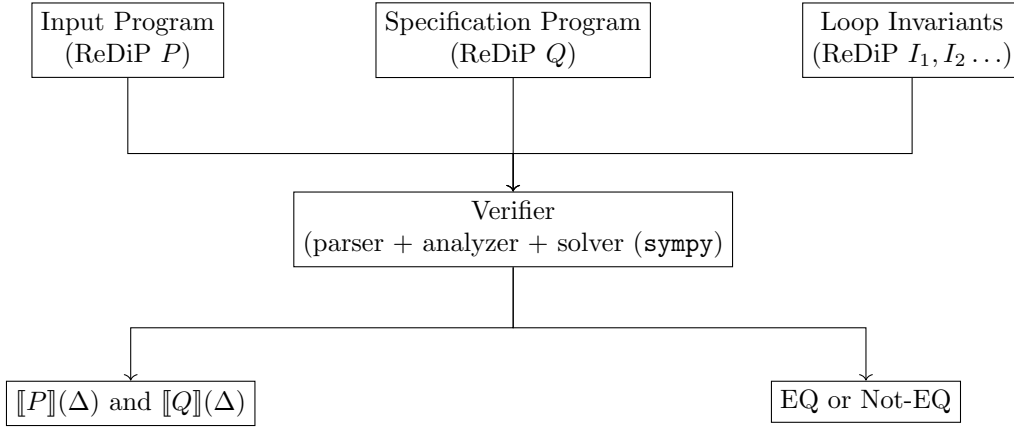 Input Program
(ReDiP P)
Specification Program
(ReDiP Q)
Loop Invariants
(ReDiP I₁, I₂ …)
Verifier
(parser + analyzer + solver (sympy)
⟦P⟧(Δ) and ⟦Q⟧(Δ)
EQ or Not-EQ